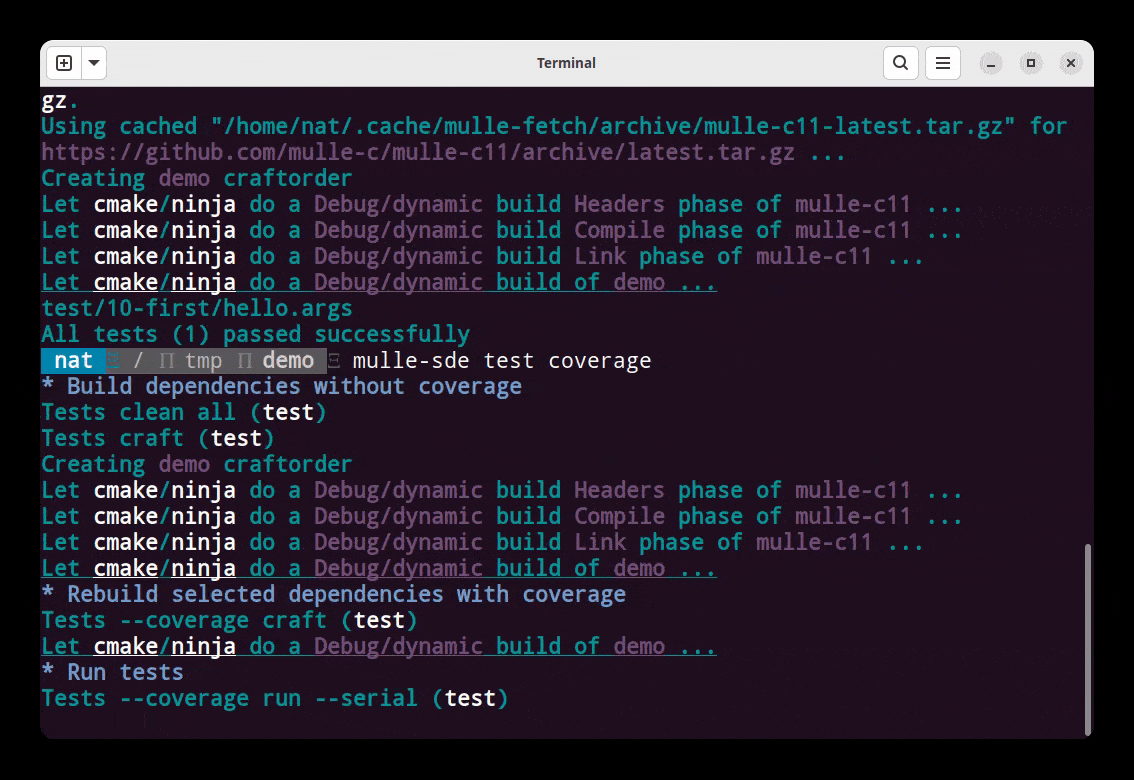 Terminal
gz.
Using cached "/home/nat/.cache/mulle-fetch/archive/mulle-c11-latest.tar.gz" for
https://github.com/mulle-c/mulle-c11/archive/latest.tar.gz ...
Creating demo craftorder
Let cmake/ninja do a Debug/dynamic build Headers phase of mulle-c11 ...
Let cmake/ninja do a Debug/dynamic build Compile phase of mulle-c11 ...
Let cmake/ninja do a Debug/dynamic build Link phase of mulle-c11 ...
Let cmake/ninja do a Debug/dynamic build of demo ...
test/10-first/hello.args
All tests (1) passed successfully
nat Ξ / Π tmp Π demo Ξ mulle-sde test coverage
* Build dependencies without coverage
Tests clean all (test)
Tests craft (test)
Creating demo craftorder
Let cmake/ninja do a Debug/dynamic build Headers phase of mulle-c11 ...
Let cmake/ninja do a Debug/dynamic build Compile phase of mulle-c11 ...
Let cmake/ninja do a Debug/dynamic build Link phase of mulle-c11 ...
Let cmake/ninja do a Debug/dynamic build of demo ...
* Rebuild selected dependencies with coverage
Tests --coverage craft (test)
Let cmake/ninja do a Debug/dynamic build of demo ...
* Run tests
Tests --coverage run --serial (test)